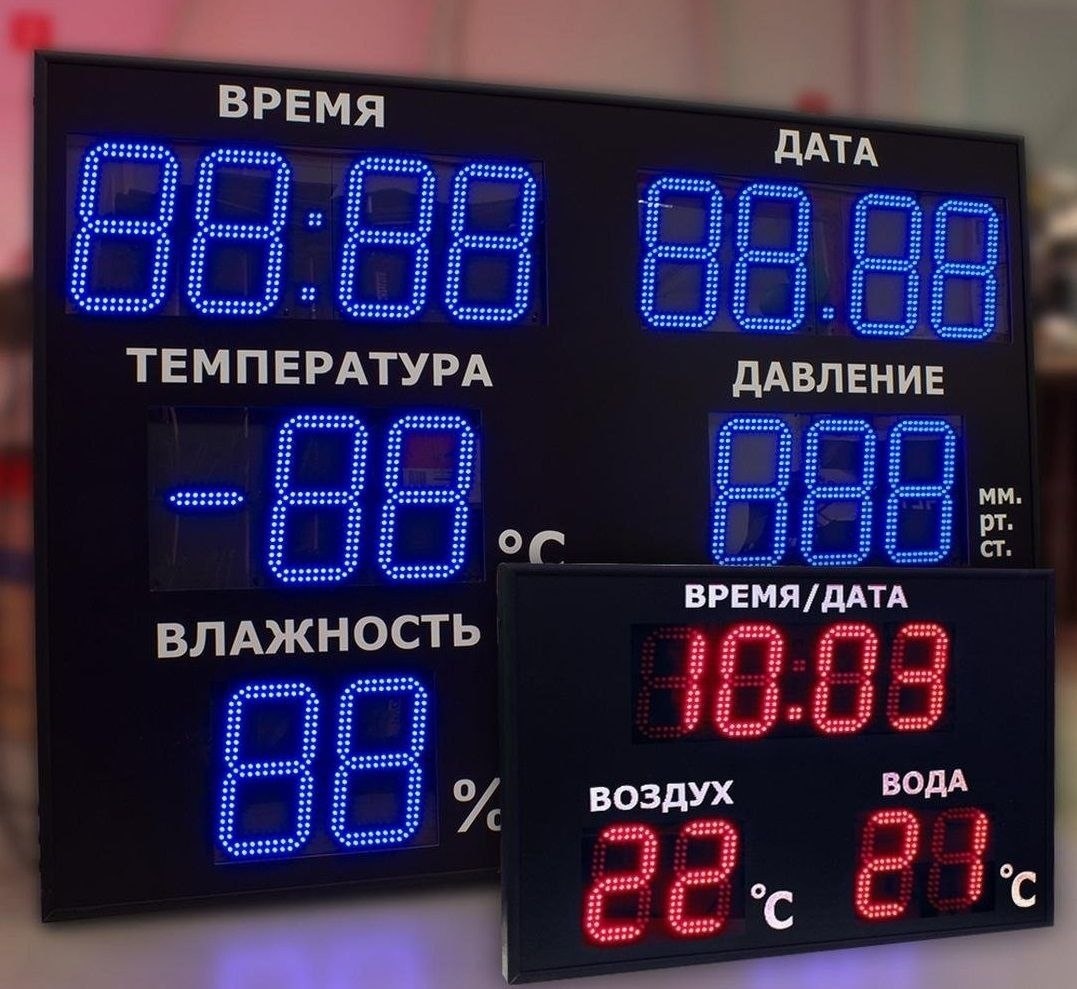 ВРЕМЯ
88:88
ДАТА
88.88
ТЕМПЕРАТУРА
-88 °C
ДАВЛЕНИЕ
888
мм.
рт.
ст.
ВЛАЖНОСТЬ
88 %
ВРЕМЯ/ДАТА
10.03
ВОЗДУХ
22 °C
ВОДА
21 °C